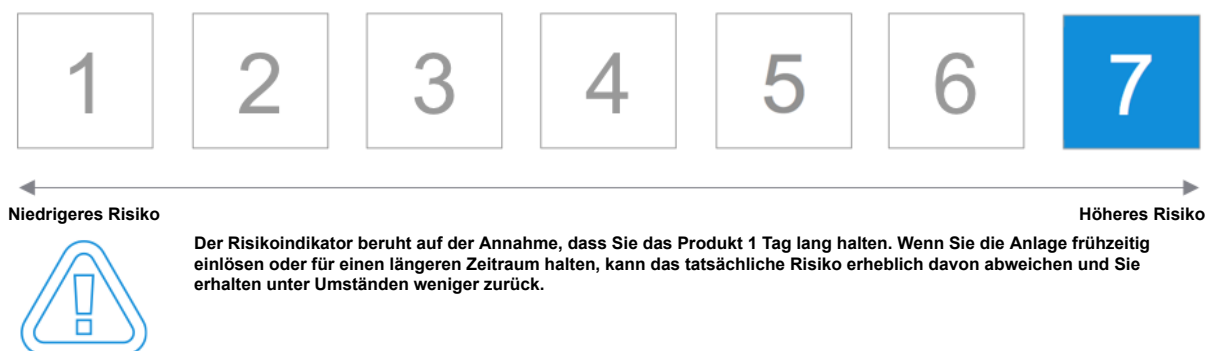 1 2 3 4 5 6 7
Niedrigeres Risiko Höheres Risiko
Der Risikoindikator beruht auf der Annahme, dass Sie das Produkt 1 Tag lang halten. Wenn Sie die Anlage frühzeitig
einlösen oder für einen längeren Zeitraum halten, kann das tatsächliche Risiko erheblich davon abweichen und Sie
erhalten unter Umständen weniger zurück.